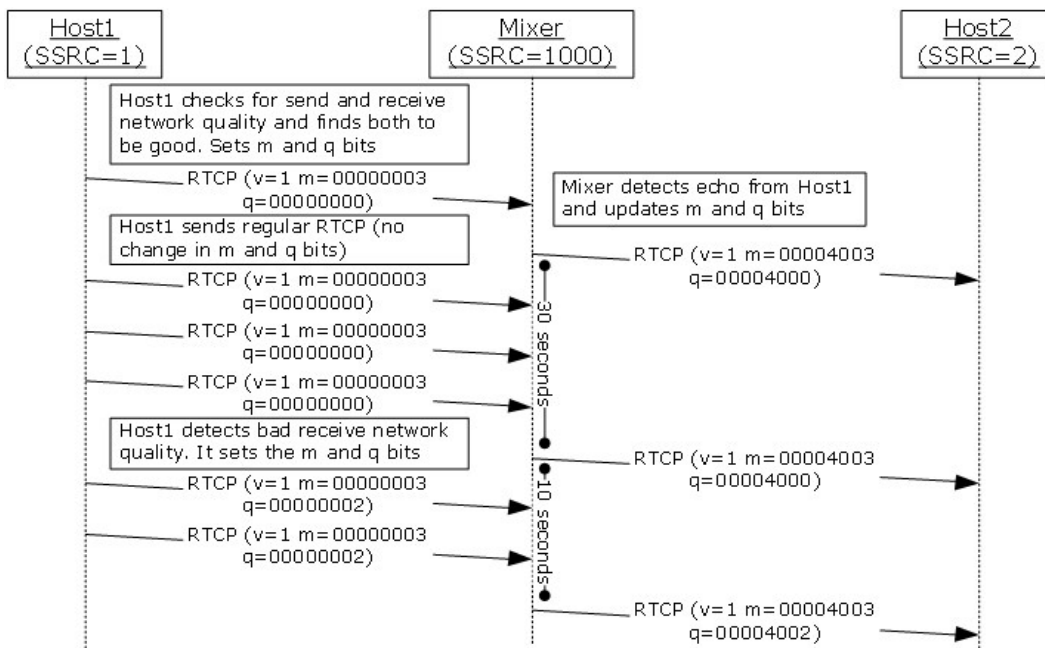 Host1
(SSRC=1)
Mixer
(SSRC=1000)
Host2
(SSRC=2)
Host1 checks for send and receive
network quality and finds both to
be good. Sets m and q bits
RTCP (v=1 m=00000003
q=00000000)
Mixer detects echo from Host1
and updates m and q bits
Host1 sends regular RTCP (no
change in m and q bits)
RTCP (v=1 m=00004003
q=00004000)
RTCP (v=1 m=00000003
q=00000000)
30 seconds
RTCP (v=1 m=00000003
q=00000000)
RTCP (v=1 m=00000003
q=00000000)
Host1 detects bad receive network
quality. It sets the m and q bits
RTCP (v=1 m=00004003
q=00004000)
RTCP (v=1 m=00000003
q=00000002)
10 seconds
RTCP (v=1 m=00000003
q=00000002)
RTCP (v=1 m=00004003
q=00004002)